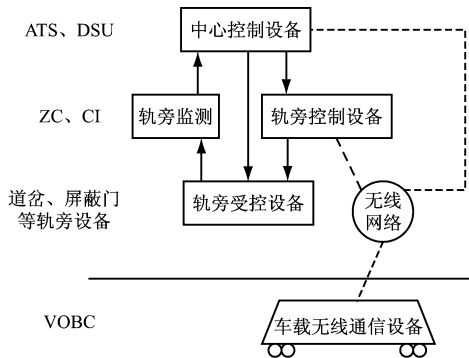 ATS、DSU
中心控制设备
ZC、CI
轨旁监测
轨旁控制设备
道岔、屏蔽门
等轨旁设备
轨旁受控设备
无线
网络
VOBC
车载无线通信设备